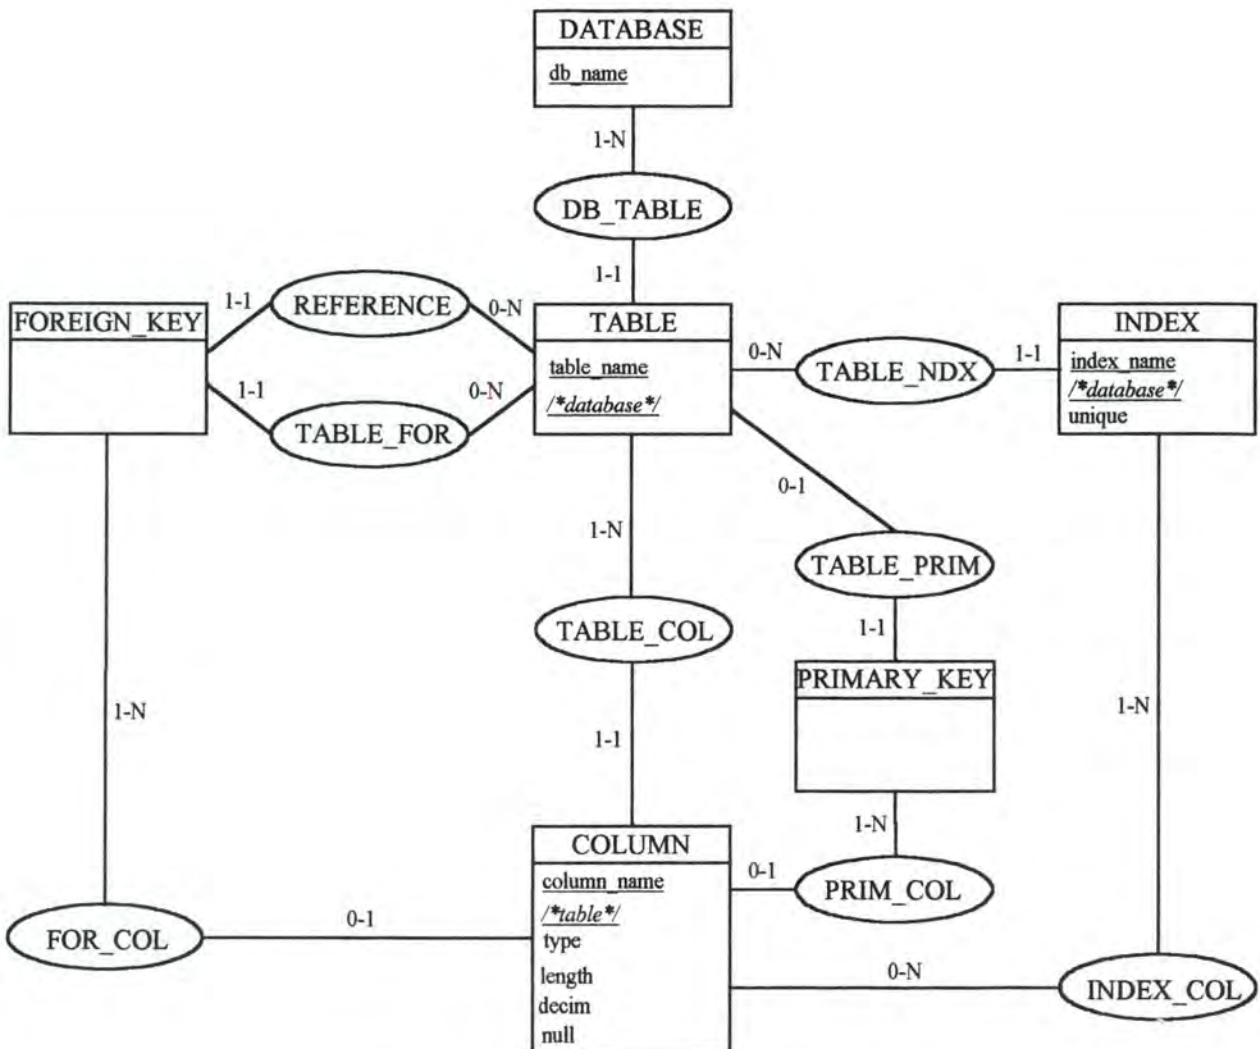 DATABASE
db_name
1-N
DB_TABLE
1-1
1-1
REFERENCE
0-N
FOREIGN_KEY
TABLE
INDEX
table_name
/*database*/
0-N
TABLE_NDX
1-1
index_name
/*database*/
unique
1-1
TABLE_FOR
0-N
0-1
1-N
TABLE_PRIM
TABLE_COL
1-1
PRIMARY_KEY
1-N
1-N
1-1
1-N
COLUMN
column_name
/*table*/
type
length
decim
null
0-1
PRIM_COL
FOR_COL
0-1
0-N
INDEX_COL